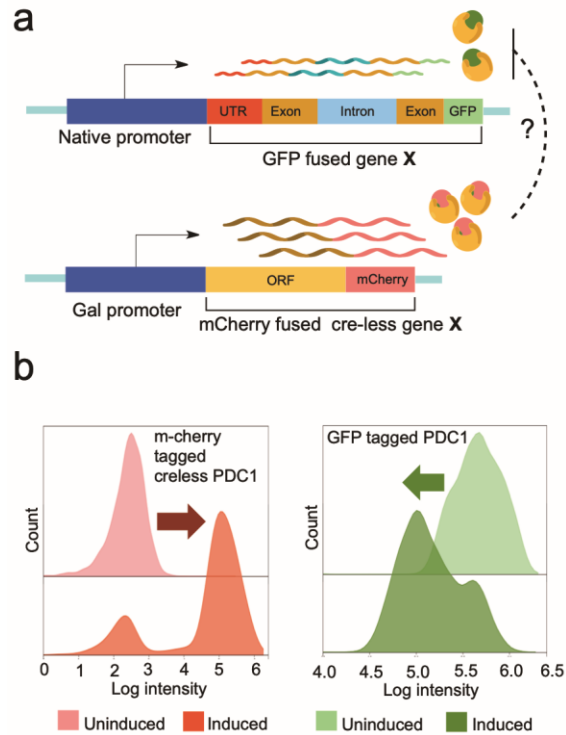 a
Native promoter
UTR
Exon
Intron
Exon
GFP
GFP fused gene X
?
Gal promoter
ORF
mCherry
mCherry fused cre-less gene X
b
Count
m-cherry
tagged
creless PDC1
0 1 2 3 4 5 6
Log intensity
Uninduced
Induced
Count
GFP tagged PDC1
4.0 4.5 5.0 5.5 6.0 6.5
Log intensity
Uninduced
Induced